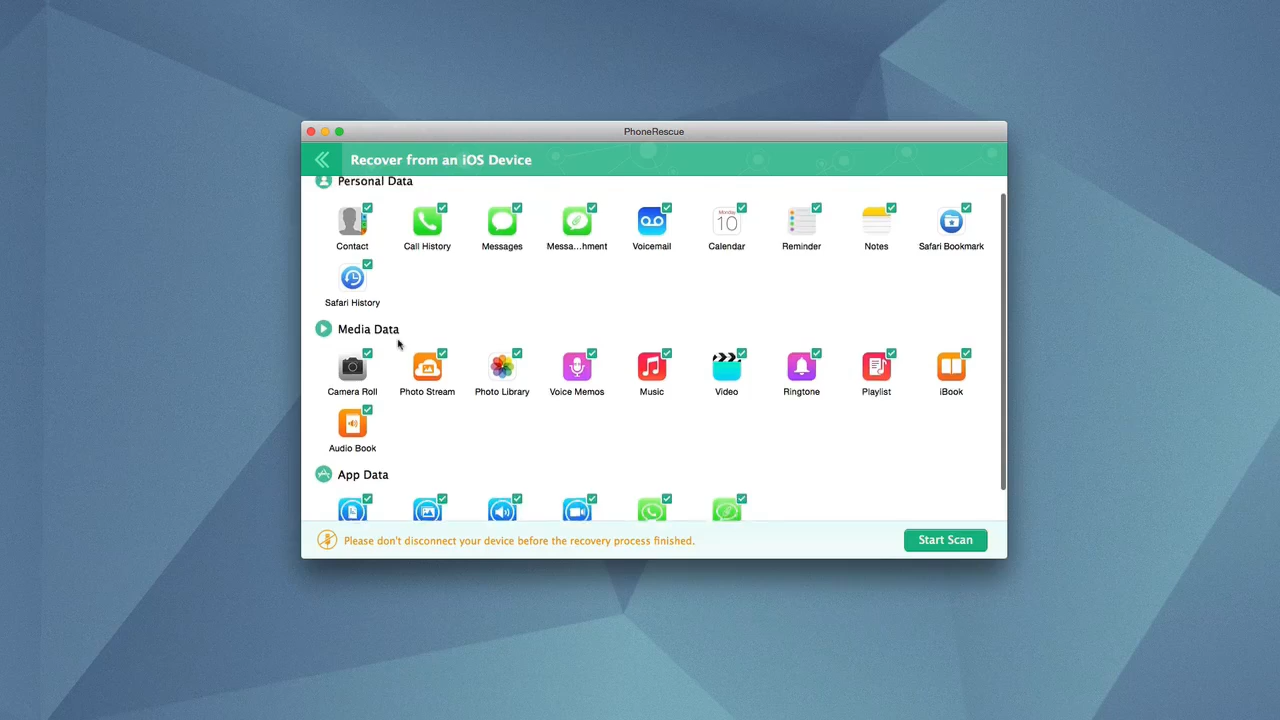 PhoneRescue
Recover from an iOS Device
Personal Data
Contact Call History Messages Messa...hment Voicemail Monday 10 Calendar Reminder Notes Safari Bookmark
Safari History
Media Data
Camera Roll Photo Stream Photo Library Voice Memos Music Video Ringtone Playlist iBook
Audio Book
App Data
Please don't disconnect your device before the recovery process finished.
Start Scan